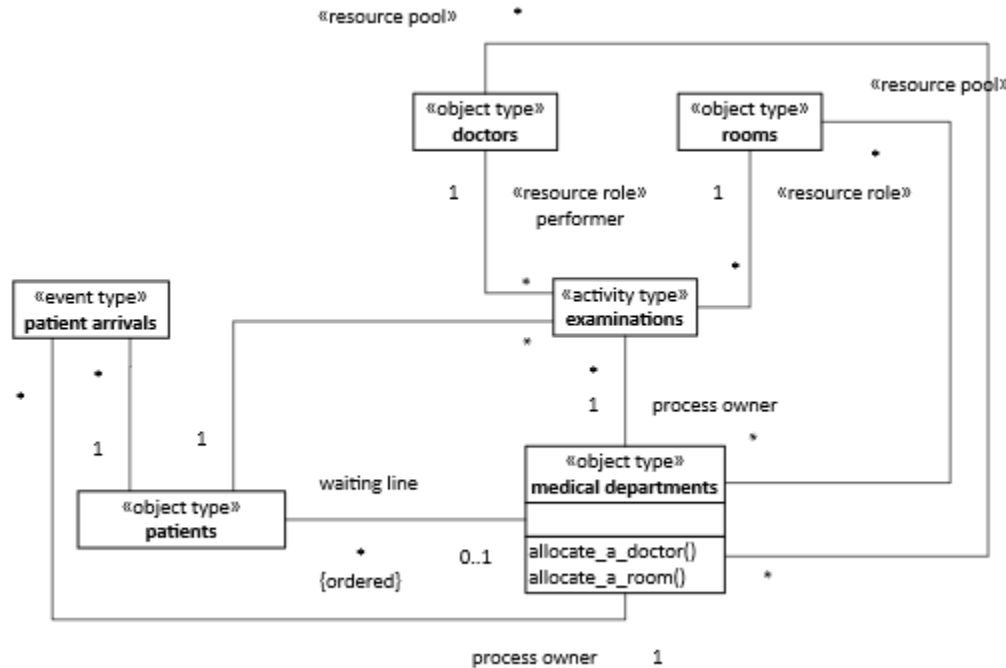 «resource pool» *
«resource pool»
«object type»
doctors
«object type»
rooms
*
1 «resource role» 1 «resource role»
performer
*
*
«event type»
patient arrivals
«activity type»
examinations
*
*
*
*
1 process owner
1
1
*
«object type»
medical departments
waiting line
«object type»
patients
*
{ordered}
0..1
allocate_a_doctor()
allocate_a_room()
*
process owner 1